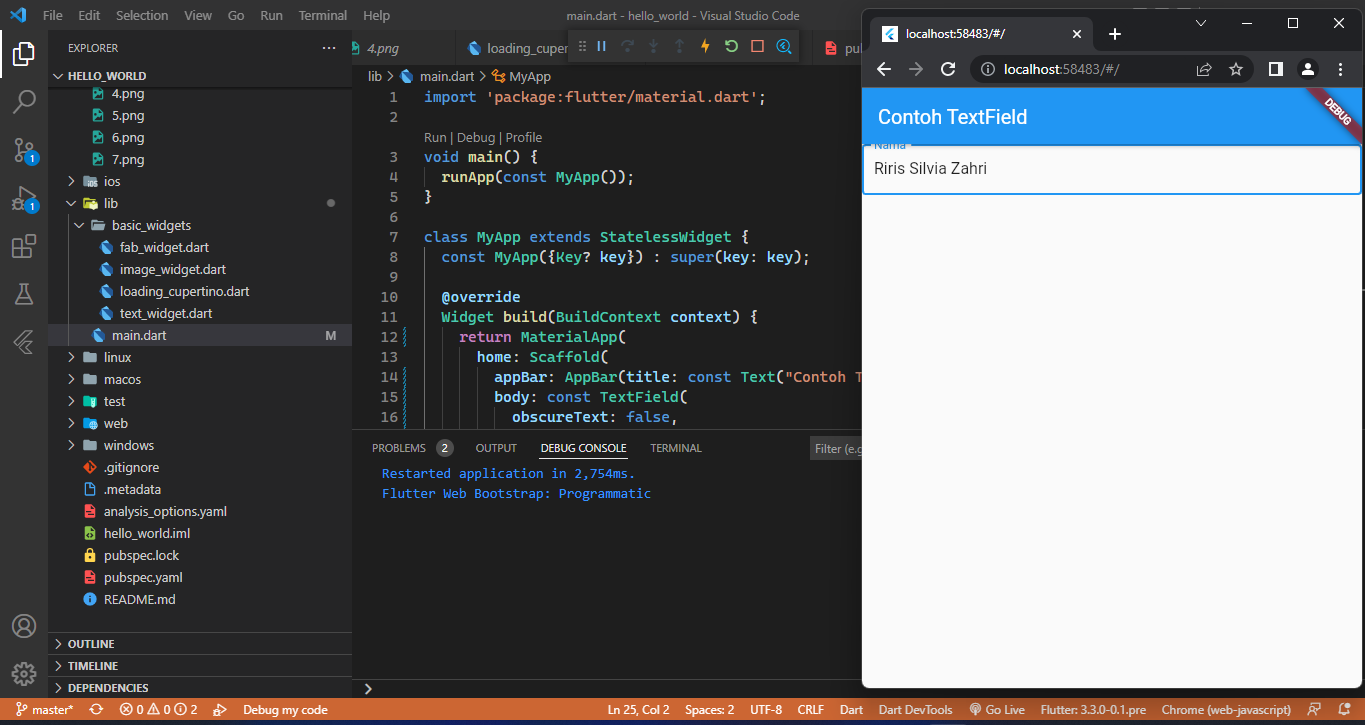 File Edit Selection View Go Run Terminal Help
main.dart - hello_world - Visual Studio Code
EXPLORER
HELLO_WORLD
4.png
5.png
6.png
7.png
ios
lib
basic_widgets
fab_widget.dart
image_widget.dart
loading_cupertino.dart
text_widget.dart
main.dart M
linux
macos
test
web
windows
.gitignore
.metadata
analysis_options.yaml
hello_world.iml
pubspec.lock
pubspec.yaml
README.md
OUTLINE
TIMELINE
DEPENDENCIES
1
1
4.png
loading_cuper
pu
lib > main.dart > MyApp
1 import 'package:flutter/material.dart';
2
Run | Debug | Profile
3 void main() {
4 runApp(const MyApp());
5 }
6
7 class MyApp extends StatelessWidget {
8 const MyApp({Key? key}) : super(key: key);
9
10 @override
11 Widget build(BuildContext context) {
12 return MaterialApp(
13 home: Scaffold(
14 appBar: AppBar(title: const Text("Contoh T
15 body: const TextField(
16 obscureText: false,
PROBLEMS 2 OUTPUT DEBUG CONSOLE TERMINAL Filter (e.g
Restarted application in 2,754ms.
Flutter Web Bootstrap: Programmatic
localhost:58483/#/
localhost:58483/#/
Contoh TextField
DEBUG
Nama
Riris Silvia Zahri
master* 0 0 2 Debug my code Ln 25, Col 2 Spaces: 2 UTF-8 CRLF Dart Dart DevTools Go Live Flutter: 3.3.0-0.1.pre Chrome (web-javascript)